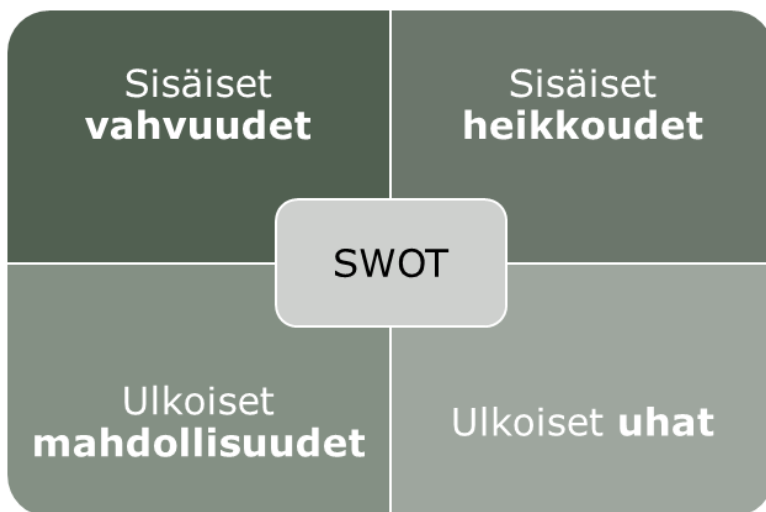 Sisäiset
vahvuudet
Sisäiset
heikkoudet
SWOT
Ulkoiset
mahdollisuudet
Ulkoiset uhat